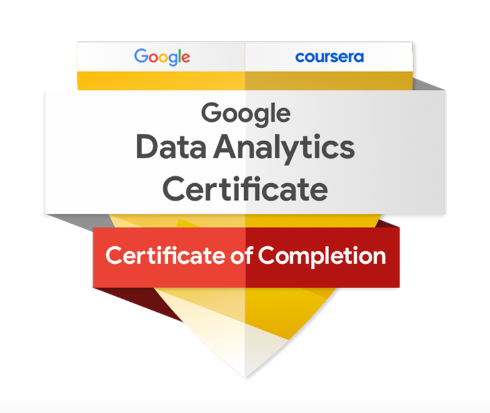 Google coursera
Google
Data Analytics
Certificate
Certificate of Completion